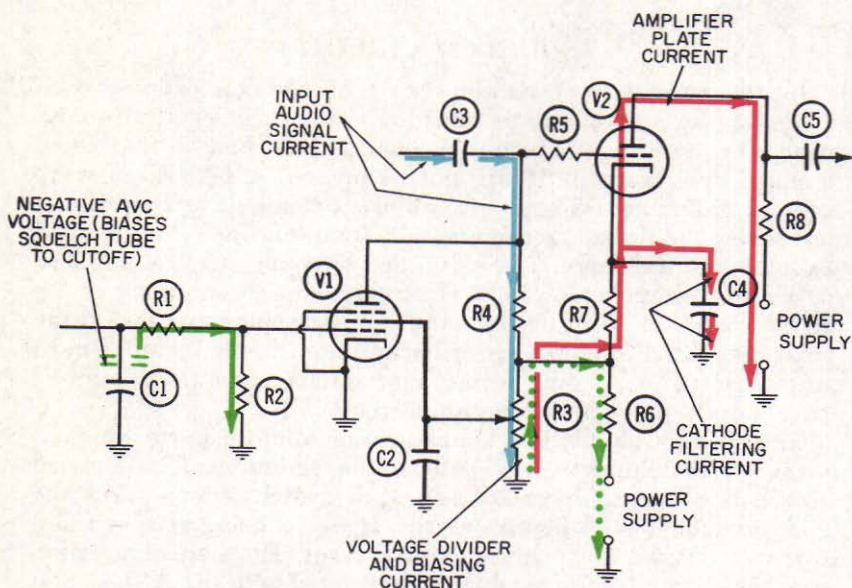 AMPLIFIER
PLATE
CURRENT
INPUT
AUDIO
SIGNAL
CURRENT
C3
R5
V2
C5
NEGATIVE AVC
VOLTAGE (BIASES
SQUELCH TUBE
TO CUTOFF)
R1
V1
R4
R7
C4
R8
POWER
SUPPLY
C1
R2
C2
R3
R6
CATHODE
FILTERING
CURRENT
POWER
SUPPLY
VOLTAGE DIVIDER
AND BIASING
CURRENT